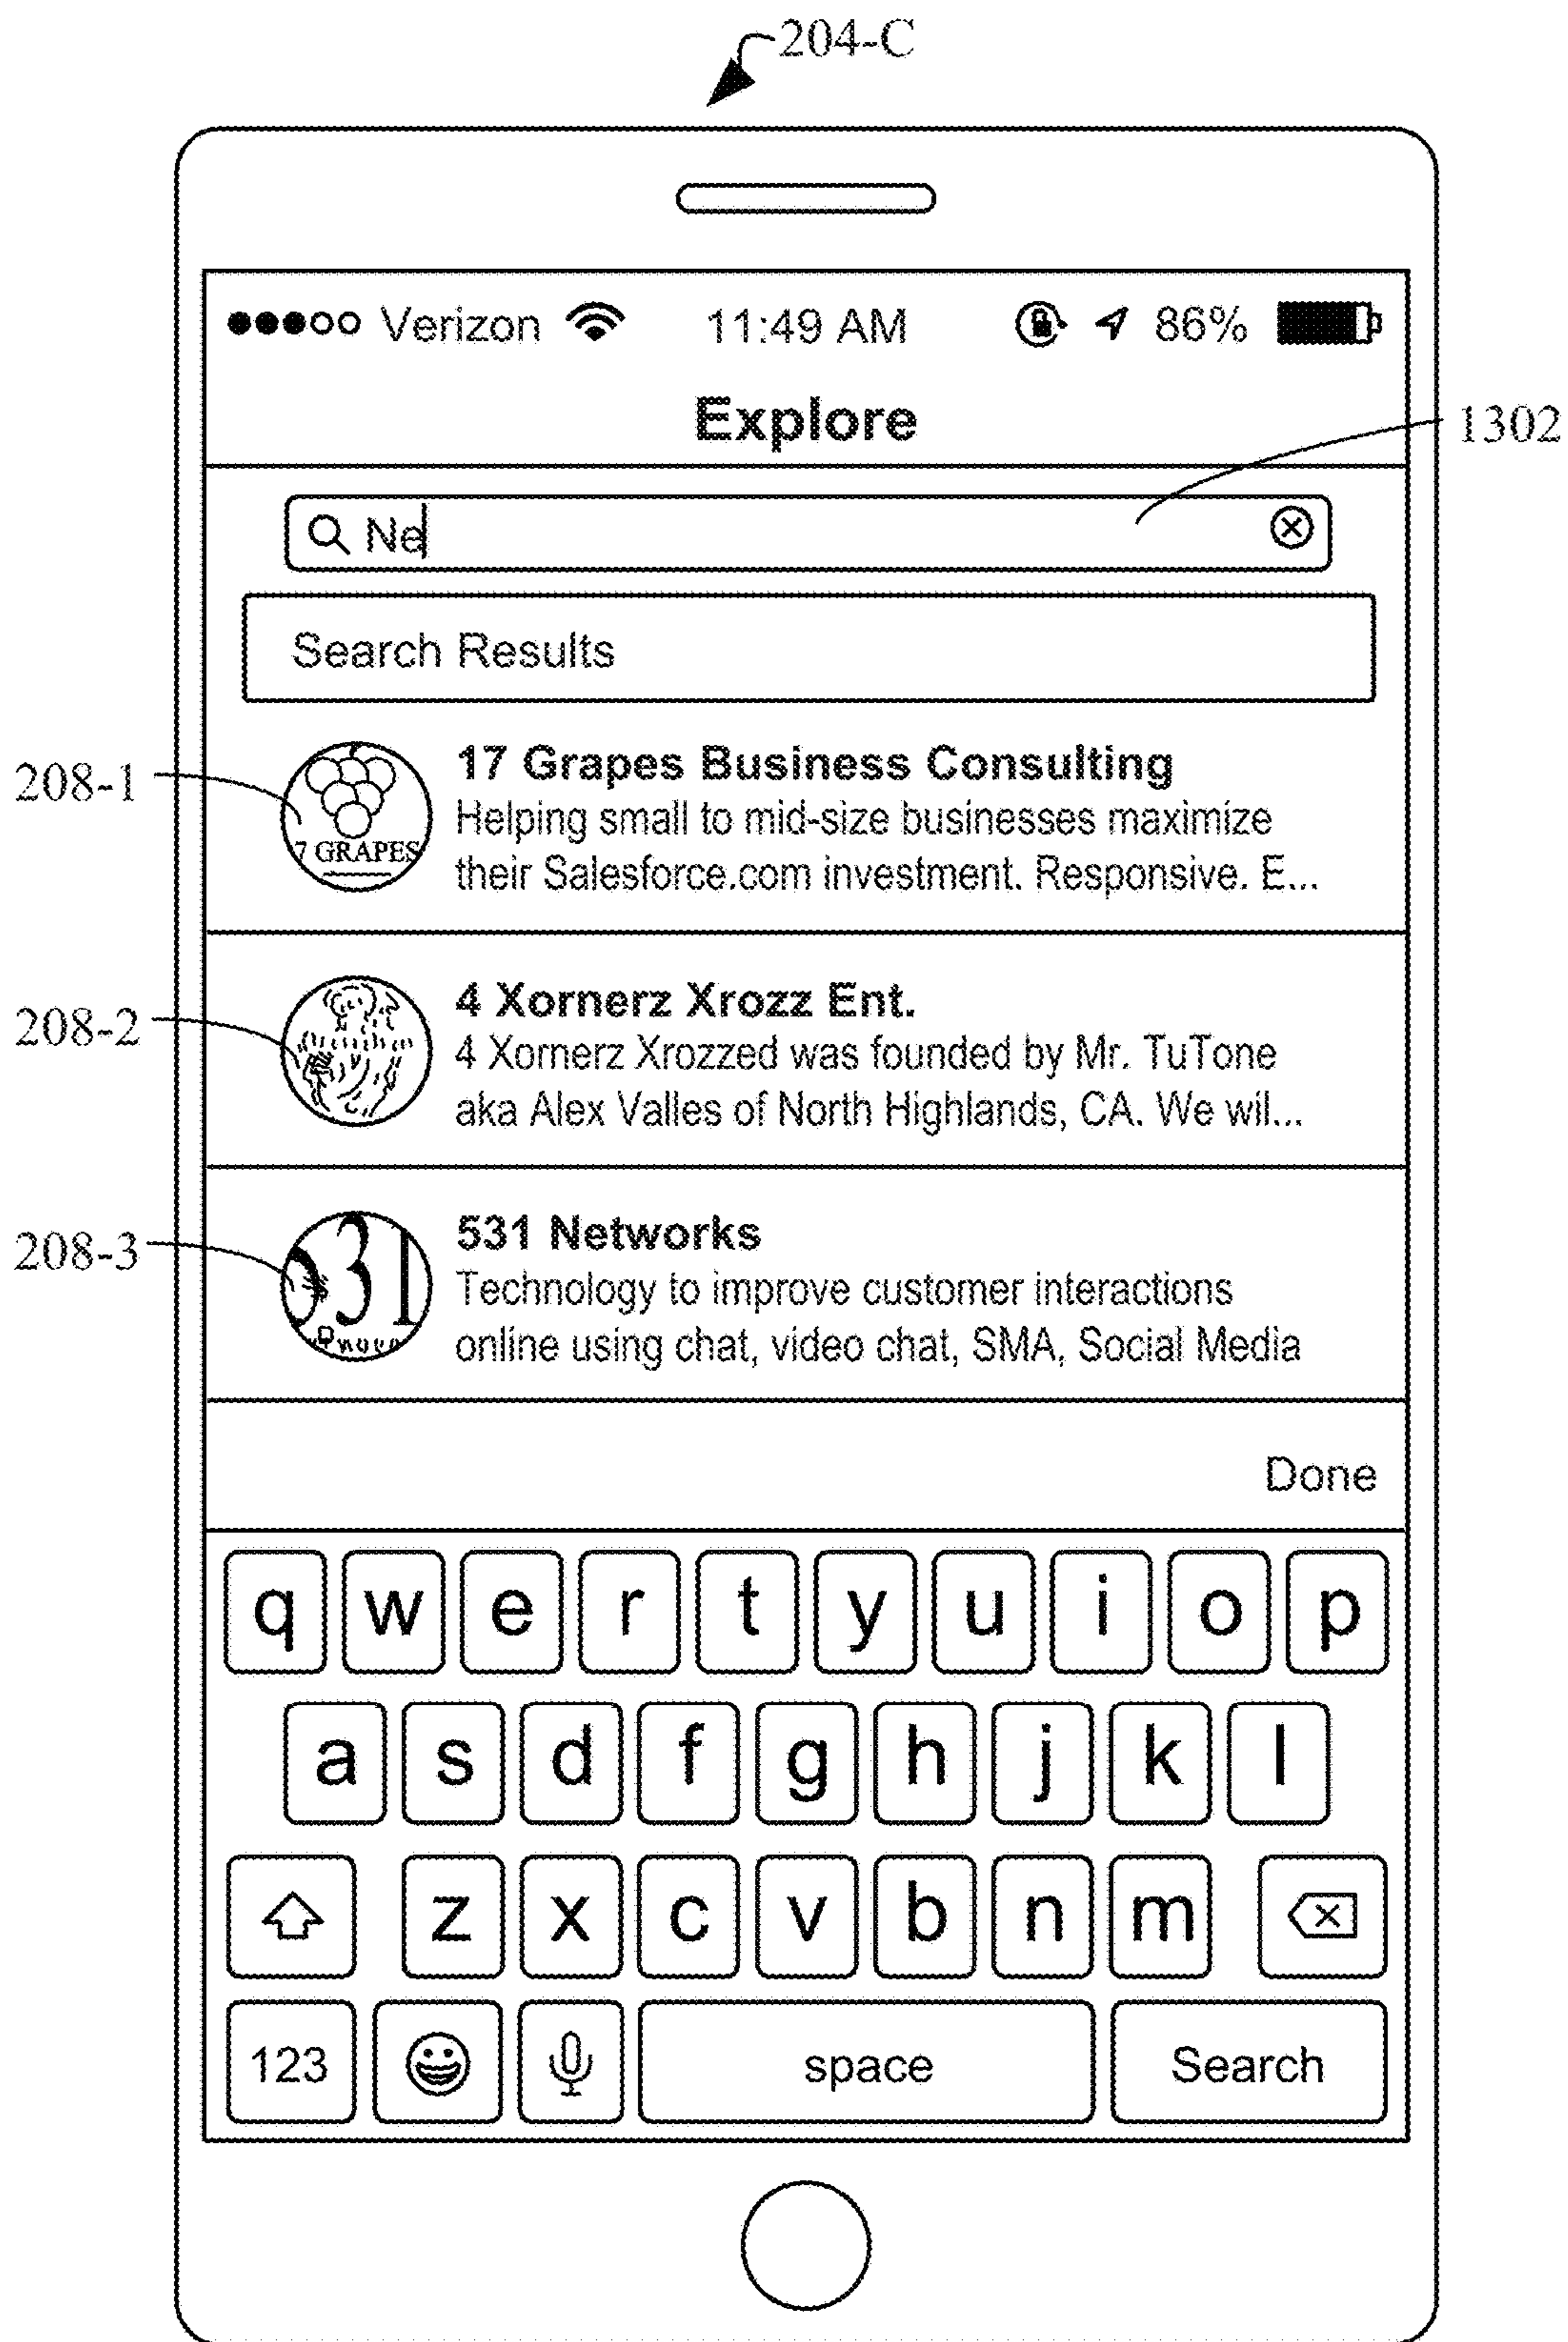 204-C
Verizon 11:49 AM 86%
Explore
1302
Ne
Search Results
208-1
7 GRAPES
17 Grapes Business Consulting
Helping small to mid-size businesses maximize
their Salesforce.com investment. Responsive. E...
208-2
4 Xornerz Xrozz Ent.
4 Xornerz Xrozzed was founded by Mr. TuTone
aka Alex Valles of North Highlands, CA. We wil...
208-3
31
531 Networks
Technology to improve customer interactions
online using chat, video chat, SMA, Social Media
Done
q w e r t y u i o p
a s d f g h j k l
z x c v b n m
123 space Search